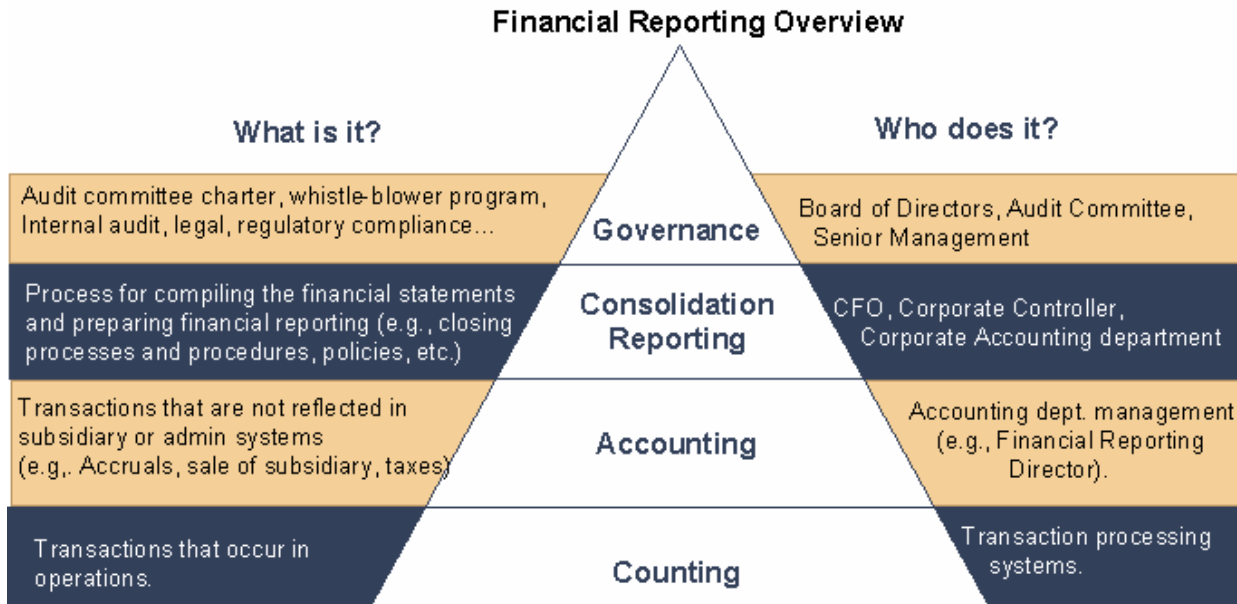 Financial Reporting Overview
What is it?
Who does it?
Audit committee charter, whistle-blower program,
Internal audit, legal, regulatory compliance...
Governance
Board of Directors, Audit Committee,
Senior Management
Process for compiling the financial statements
and preparing financial reporting (e.g., closing
processes and procedures, policies, etc.)
Consolidation
Reporting
CFO, Corporate Controller,
Corporate Accounting department
Transactions that are not reflected in
subsidiary or admin systems
(e.g,. Accruals, sale of subsidiary, taxes)
Accounting
Accounting dept. management
(e.g., Financial Reporting
Director).
Transactions that occur in
operations.
Counting
Transaction processing
systems.